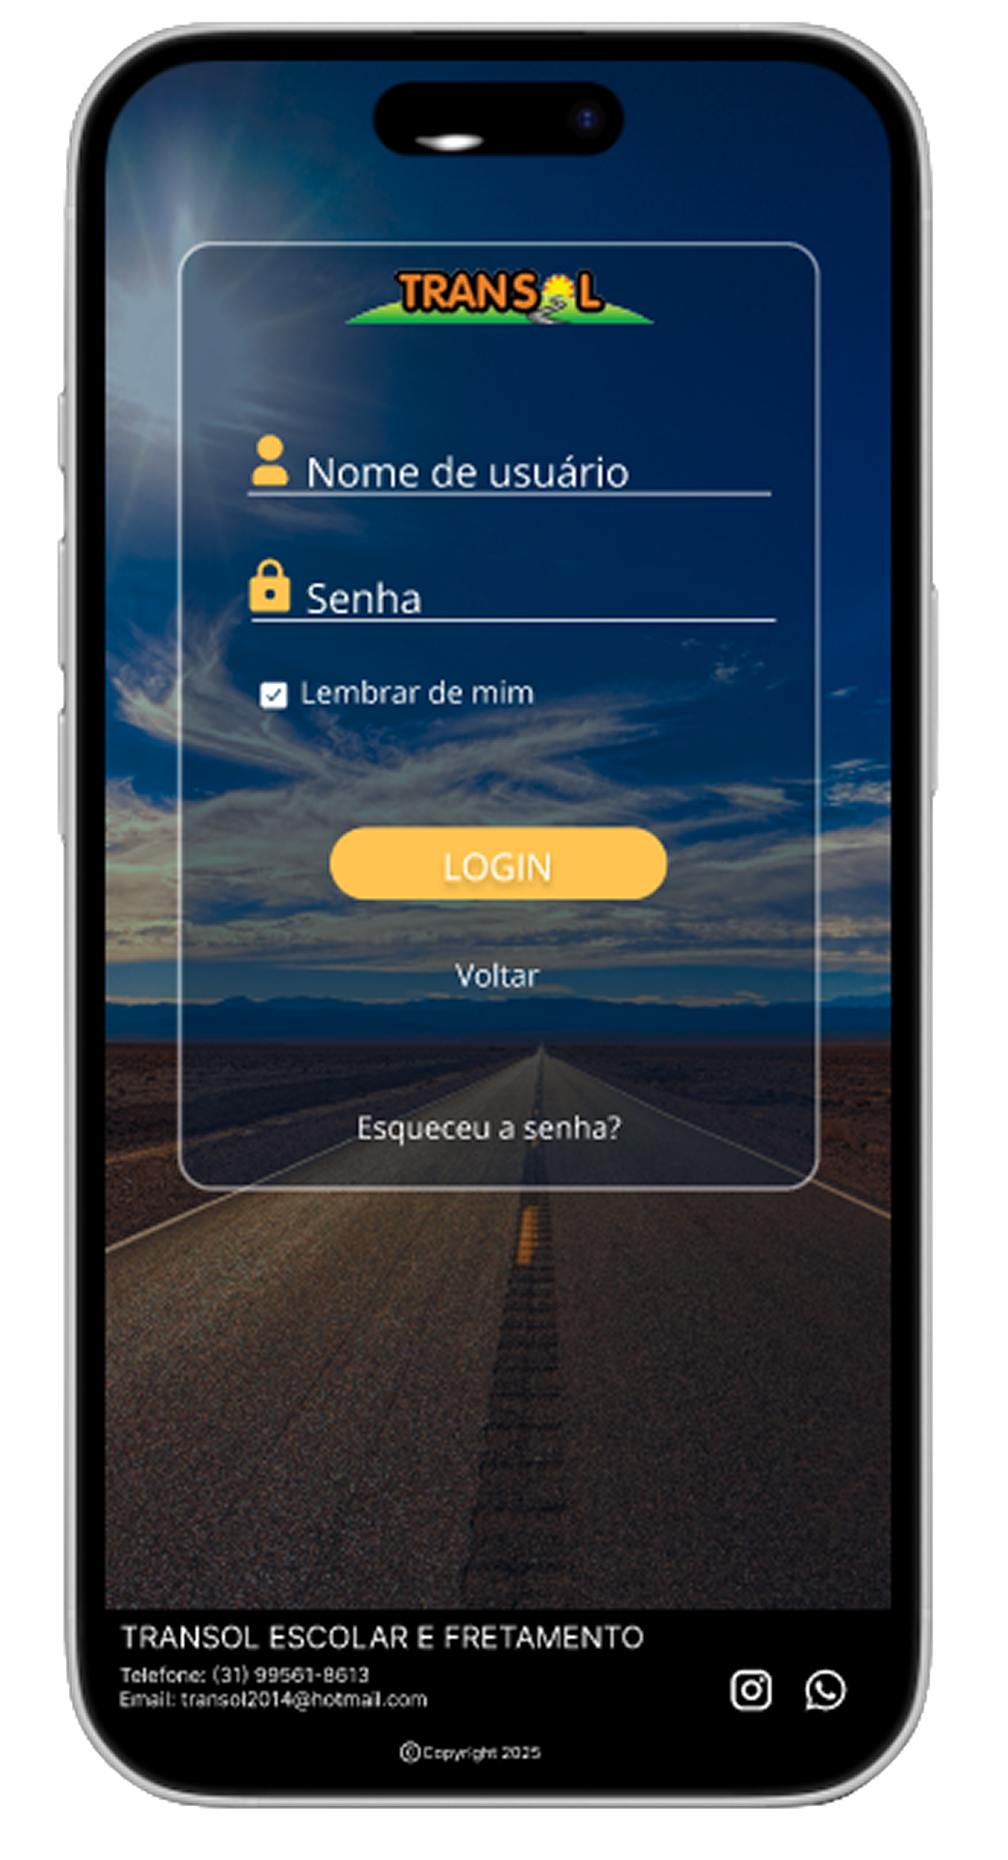 TRANSOL
Nome de usuário
Senha
Lembrar de mim
LOGIN
Voltar
Esqueceu a senha?
TRANSOL ESCOLAR E FRETAMENTO
Telefone: (31) 99561-8613
Email: transol2014@hotmail.com
©Copyright 2025